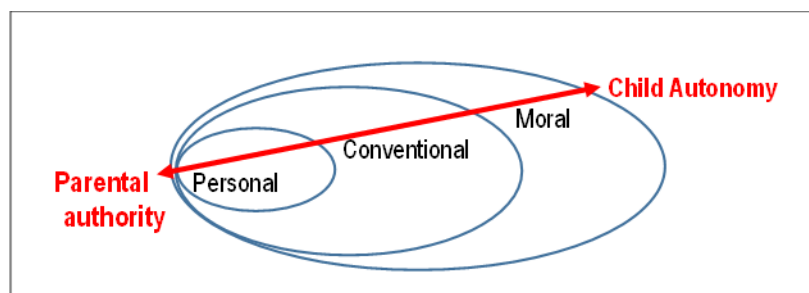 Child Autonomy
Moral
Conventional
Personal
Parental
authority